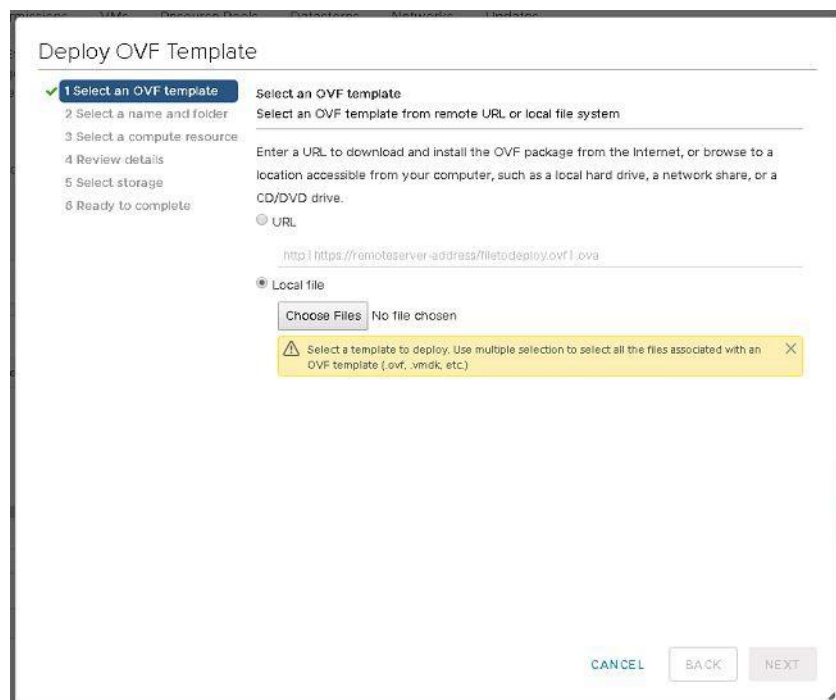 VMs
Updates
Deploy OVF Template
1 Select an OVF template
2 Select a name and folder
3 Select a compute resource
4 Review details
5 Select storage
6 Ready to complete
Select an OVF template
Select an OVF template from remote URL or local file system
Enter a URL to download and install the OVF package from the Internet, or browse to a
location accessible from your computer, such as a local hard drive, a network share, or a
CD/DVD drive.
URL
http | https://remoteserver-address/filetodeploy.ovf | .ova
Local file
Choose Files No file chosen
Select a template to deploy. Use multiple selection to select all the files associated with an
OVF template (.ovf, .vmdk, etc.)
CANCEL BACK NEXT